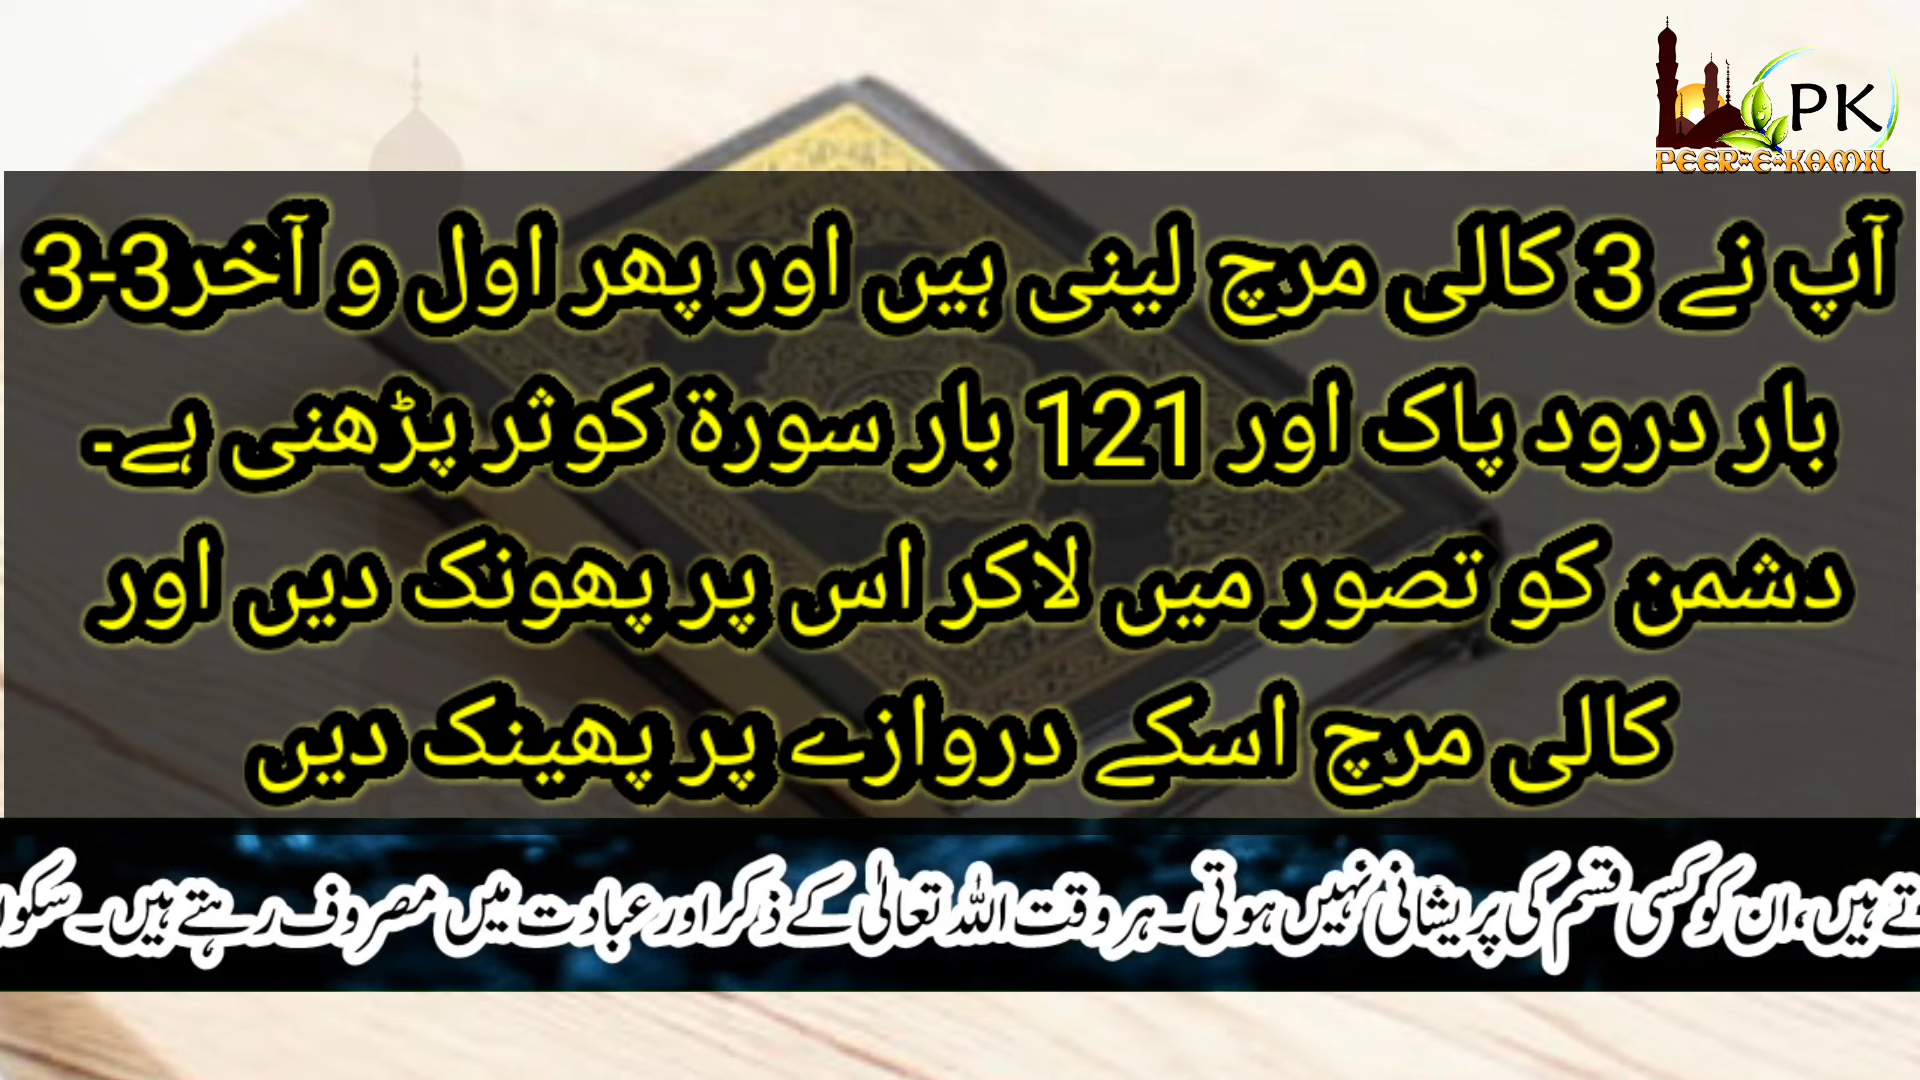 PK
PEER-E-KAMIL
آپ نے 3 کالی مرچ لینی ہیں اور پھر اول و آخر3-3
بار درود پاک اور 121 بار سورۃ کوثر پڑھنی ہے۔
دشمن کو تصور میں لاکر اس پر پھونک دیں اور
کالی مرچ اسکے دروازے پر پھینک دیں
ہیں، ان کو کسی قسم کی پریشانی نہیں ہوتی۔ ہر وقت اللہ تعالٰی کے ذکر اور عبادت میں مصروف رہتے ہیں۔